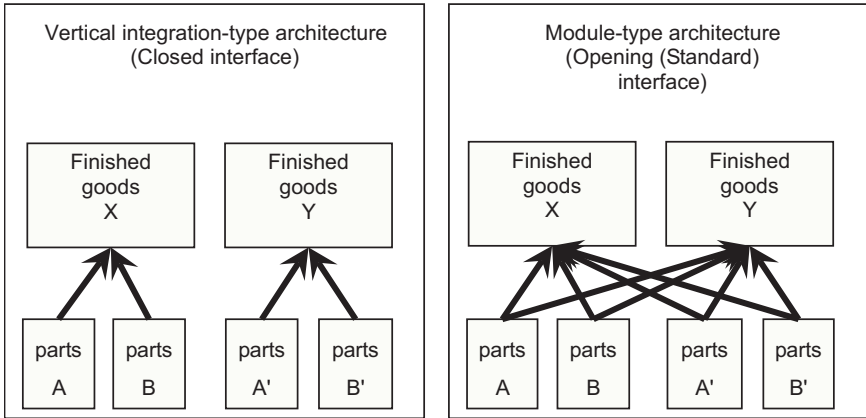 Vertical integration-type architecture
(Closed interface)
Finished
goods
X
Finished
goods
Y
parts
A
parts
B
parts
A'
parts
B'
Module-type architecture
(Opening (Standard)
interface)
Finished
goods
X
Finished
goods
Y
parts
A
parts
B
parts
A'
parts
B'